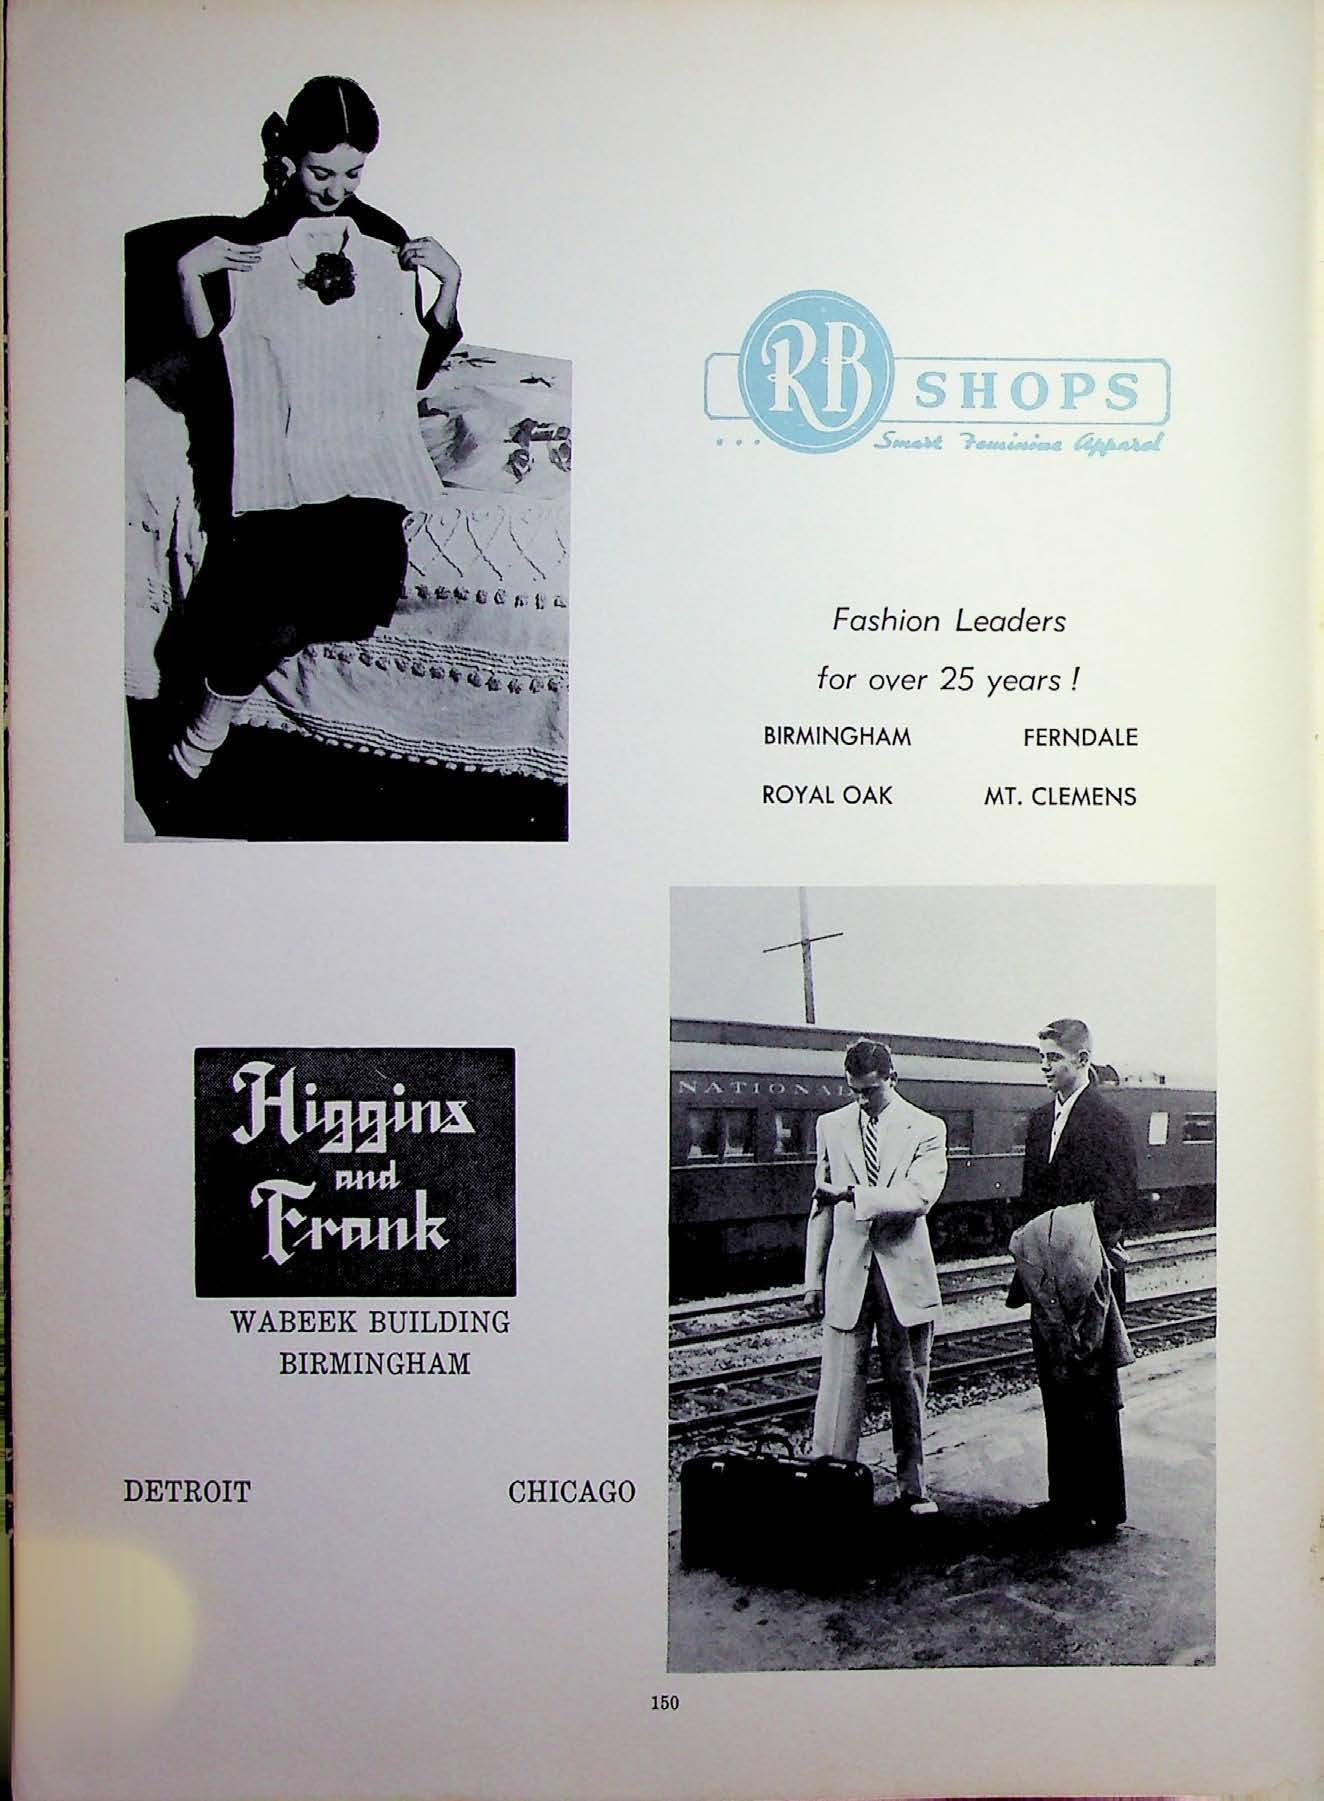 RB SHOPS
... Smart Feminine Apparel
Fashion Leaders
for over 25 years !
BIRMINGHAM FERNDALE
ROYAL OAK MT. CLEMENS
NATIONAL
Higgins
and
Frank
WABEEK BUILDING
BIRMINGHAM
DETROIT CHICAGO
150